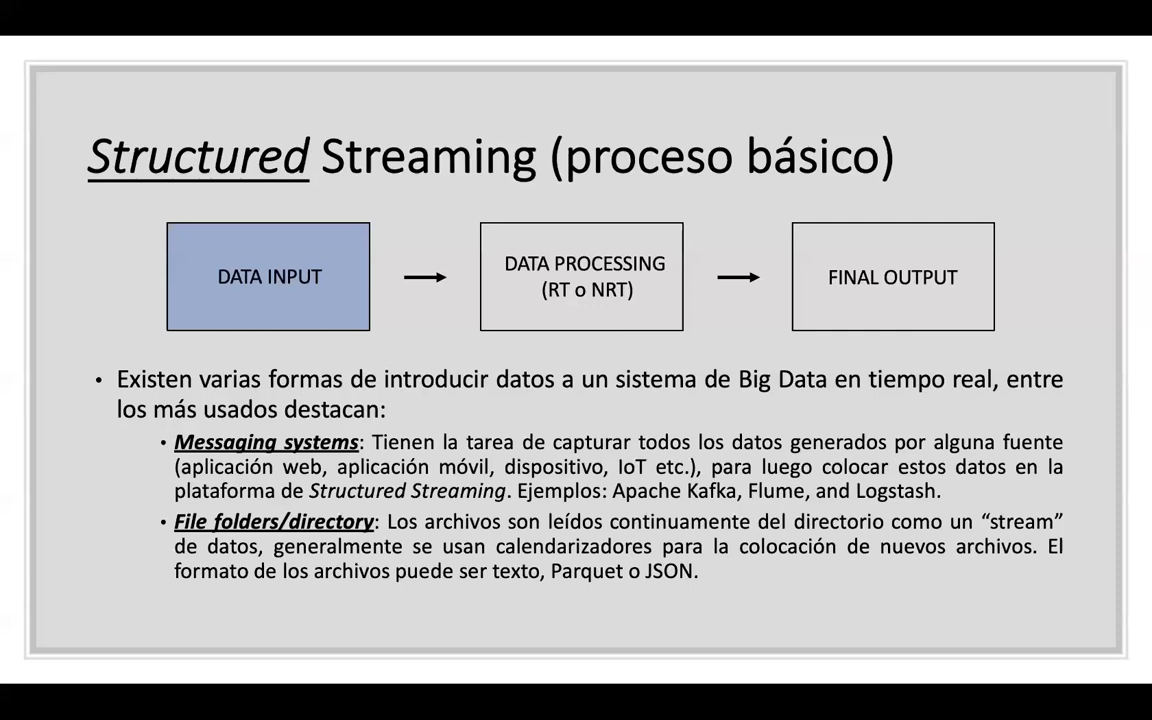 Structured Streaming (proceso básico)
DATA INPUT
DATA PROCESSING
(RT o NRT)
FINAL OUTPUT
• Existen varias formas de introducir datos a un sistema de Big Data en tiempo real, entre
los más usados destacan:
• Messaging systems: Tienen la tarea de capturar todos los datos generados por alguna fuente
(aplicación web, aplicación móvil, dispositivo, IoT etc.), para luego colocar estos datos en la
plataforma de Structured Streaming. Ejemplos: Apache Kafka, Flume, and Logstash.
• File folders/directory: Los archivos son leídos continuamente del directorio como un “stream”
de datos, generalmente se usan calendarizadores para la colocación de nuevos archivos. El
formato de los archivos puede ser texto, Parquet o JSON.